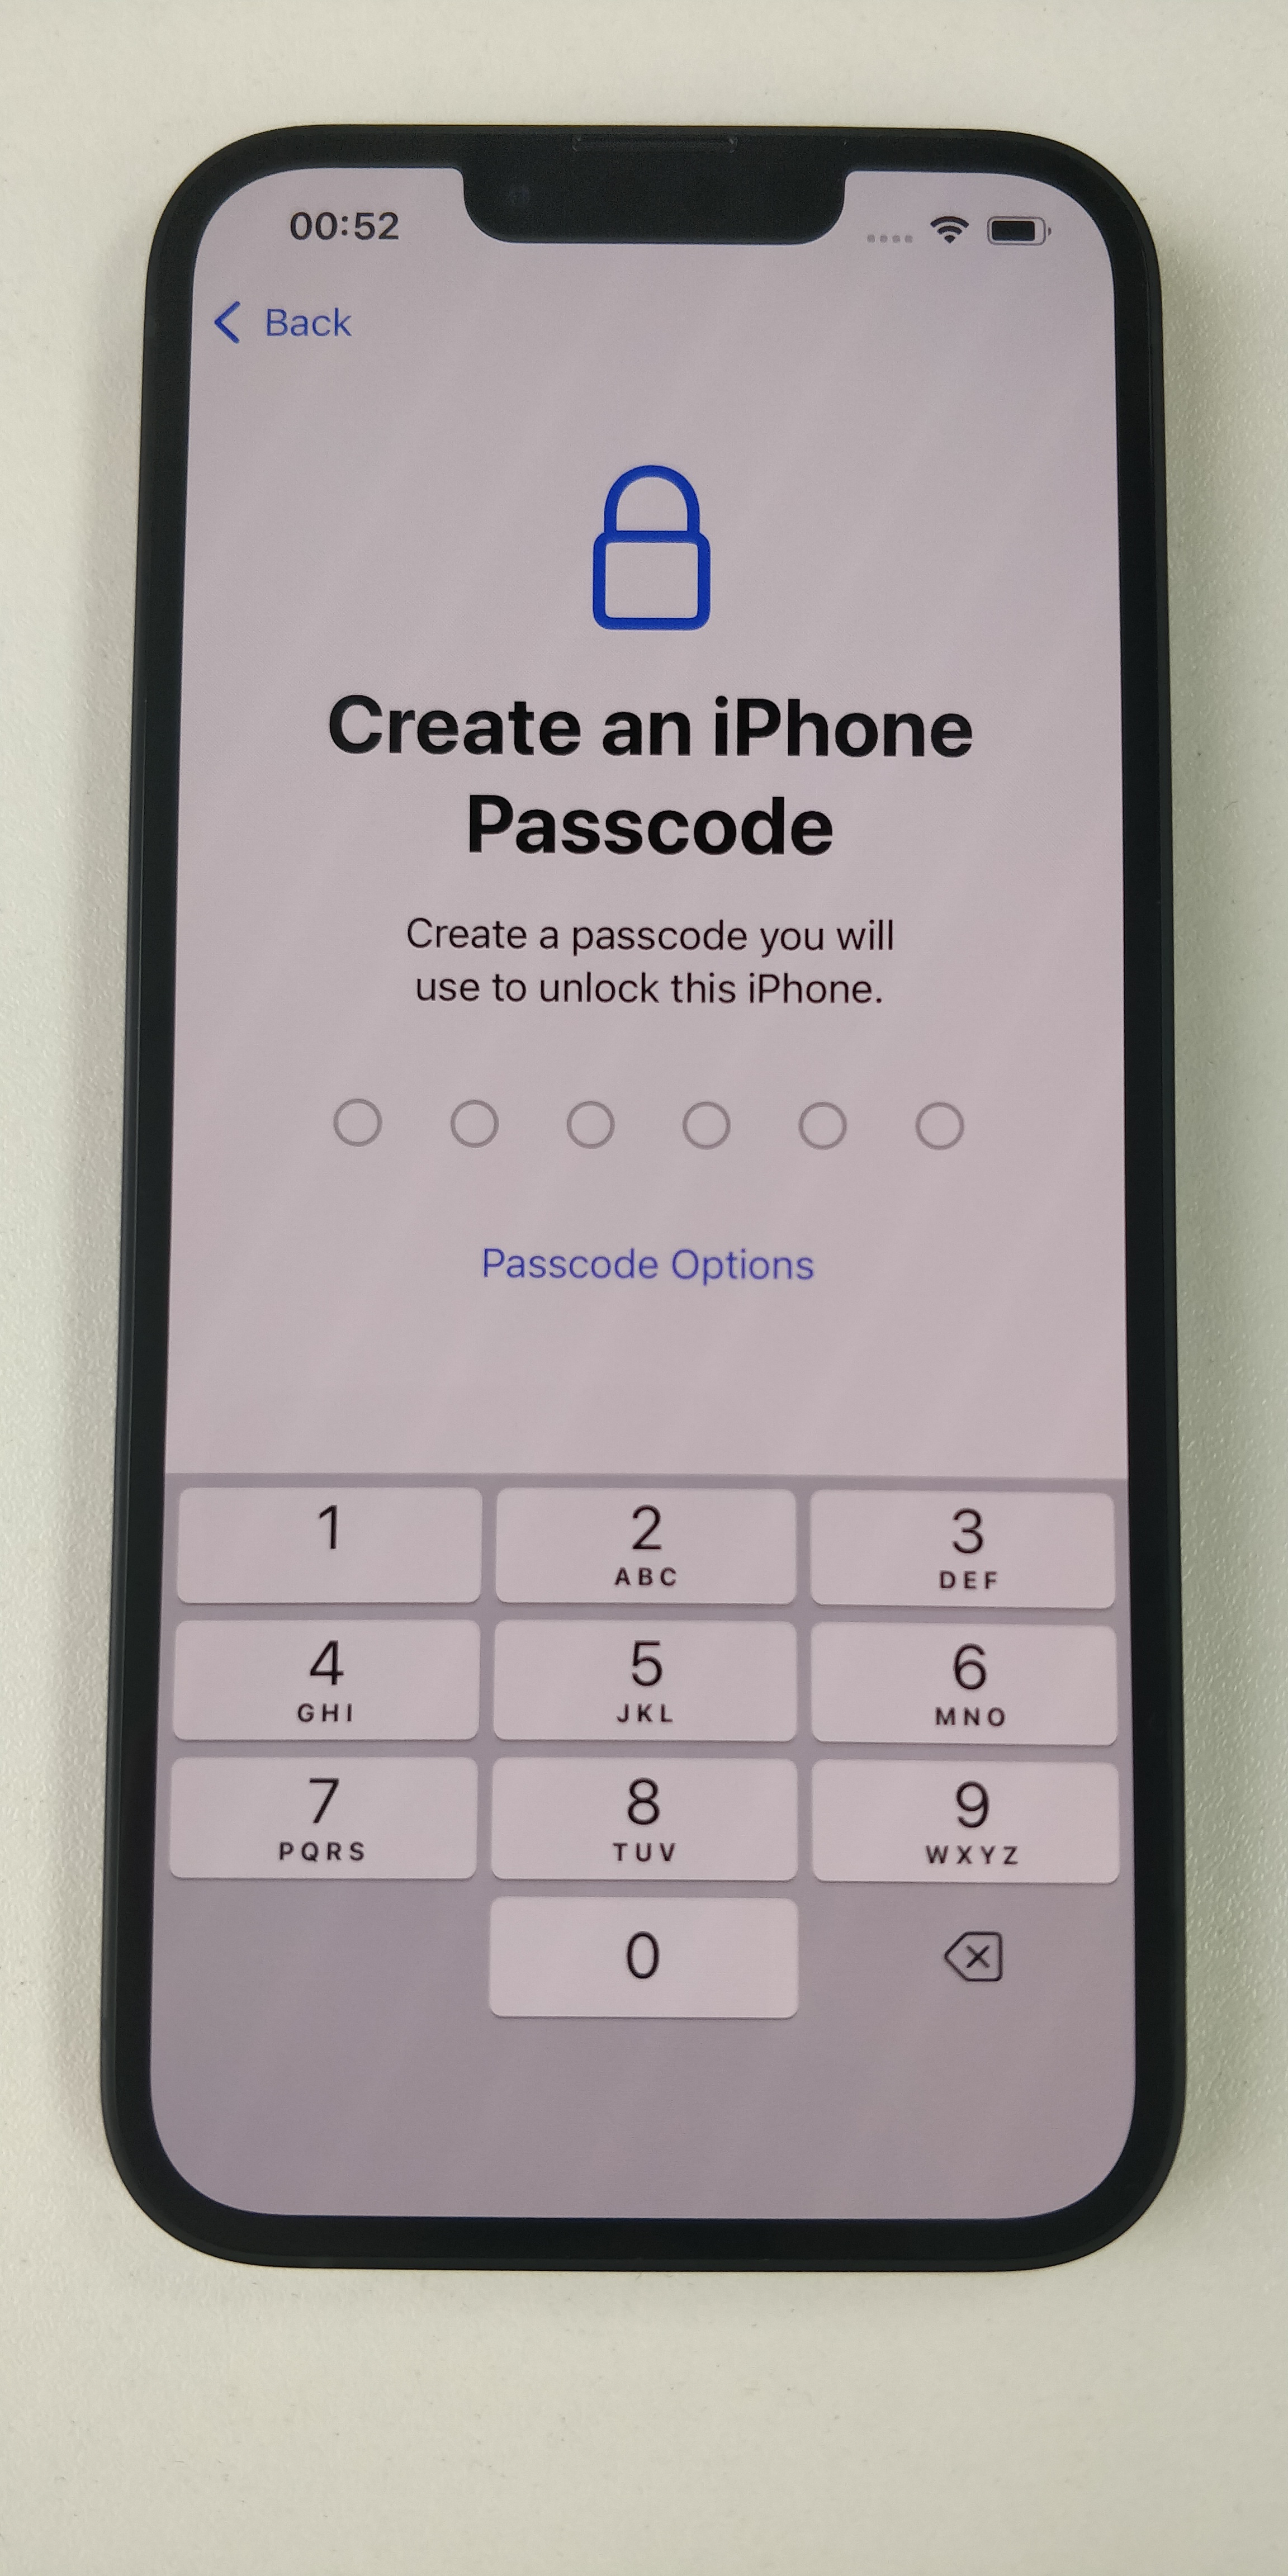 00:52
Back
Create an iPhone
Passcode
Create a passcode you will
use to unlock this iPhone.
Passcode Options
1
2
ABC
3
DEF
4
GHI
5
JKL
6
MNO
7
PQRS
8
TUV
9
WXYZ
0